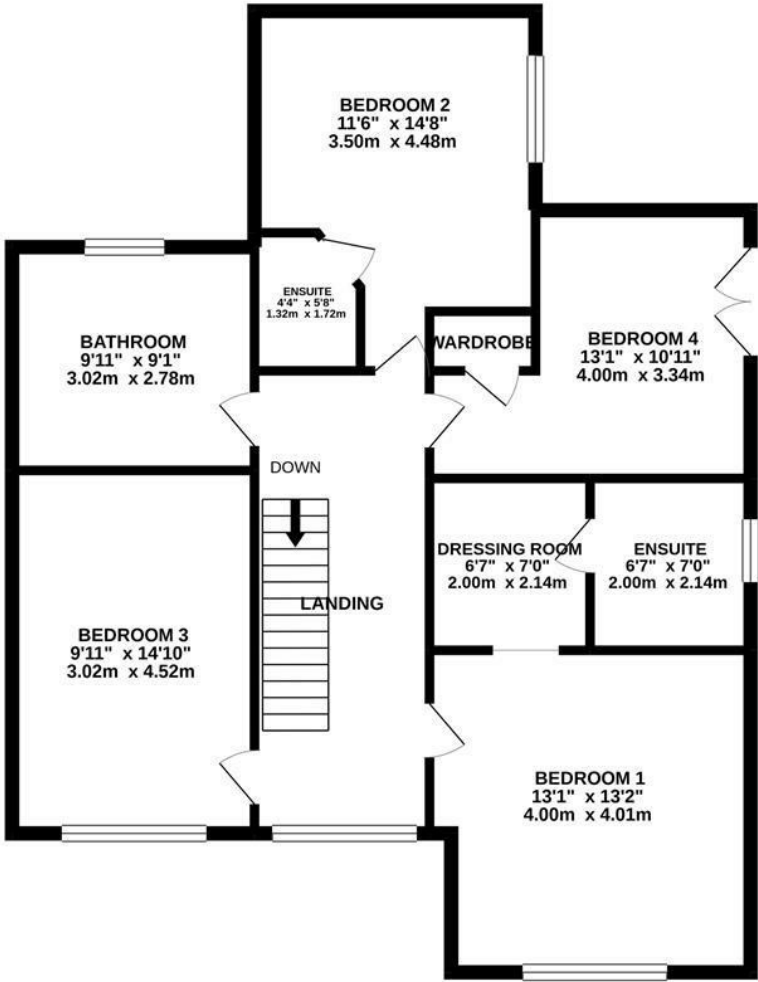 BEDROOM 2
11'6" x 14'8"
3.50m x 4.48m
ENSUITE
4'4" x 5'8"
1.32m x 1.72m
BATHROOM
9'11" x 9'1"
3.02m x 2.78m
WARDROBE
BEDROOM 4
13'1" x 10'11"
4.00m x 3.34m
DOWN
LANDING
DRESSING ROOM
6'7" x 7'0"
2.00m x 2.14m
ENSUITE
6'7" x 7'0"
2.00m x 2.14m
BEDROOM 3
9'11" x 14'10"
3.02m x 4.52m
BEDROOM 1
13'1" x 13'2"
4.00m x 4.01m